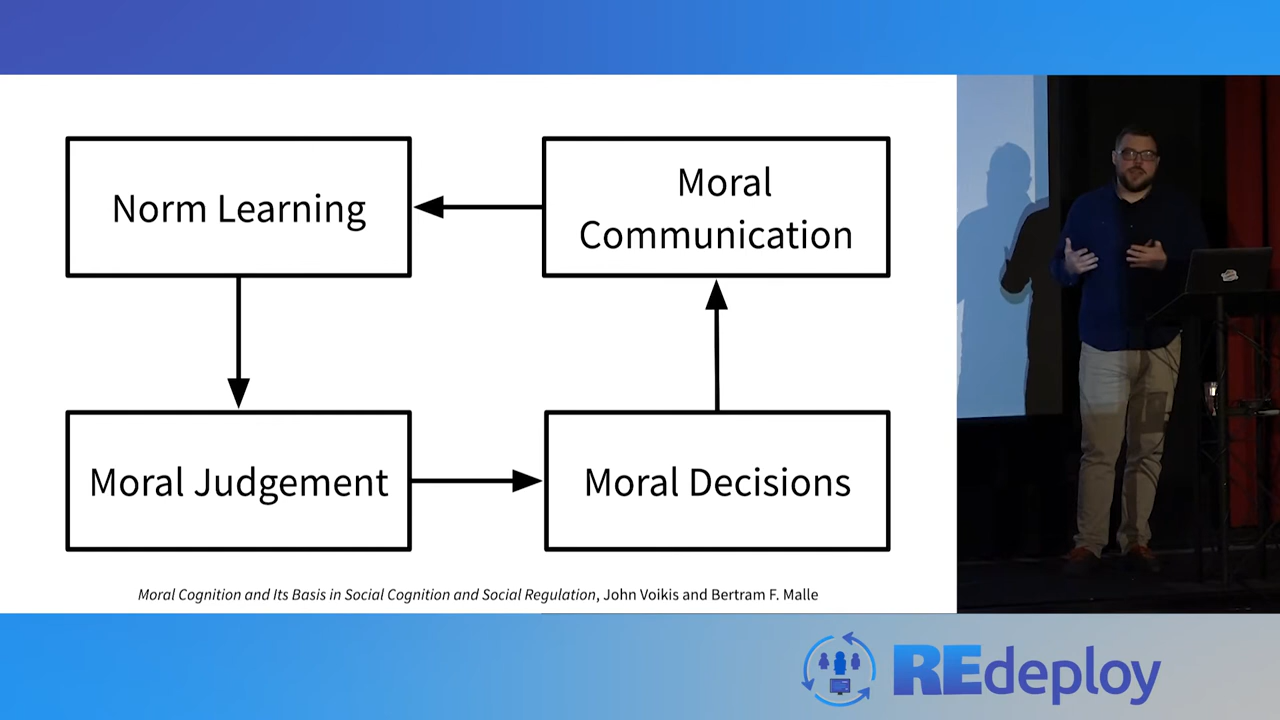 Norm Learning
Moral
Communication
Moral Judgement
Moral Decisions
Moral Cognition and Its Basis in Social Cognition and Social Regulation, John Voikis and Bertram F. Malle
REdeploy